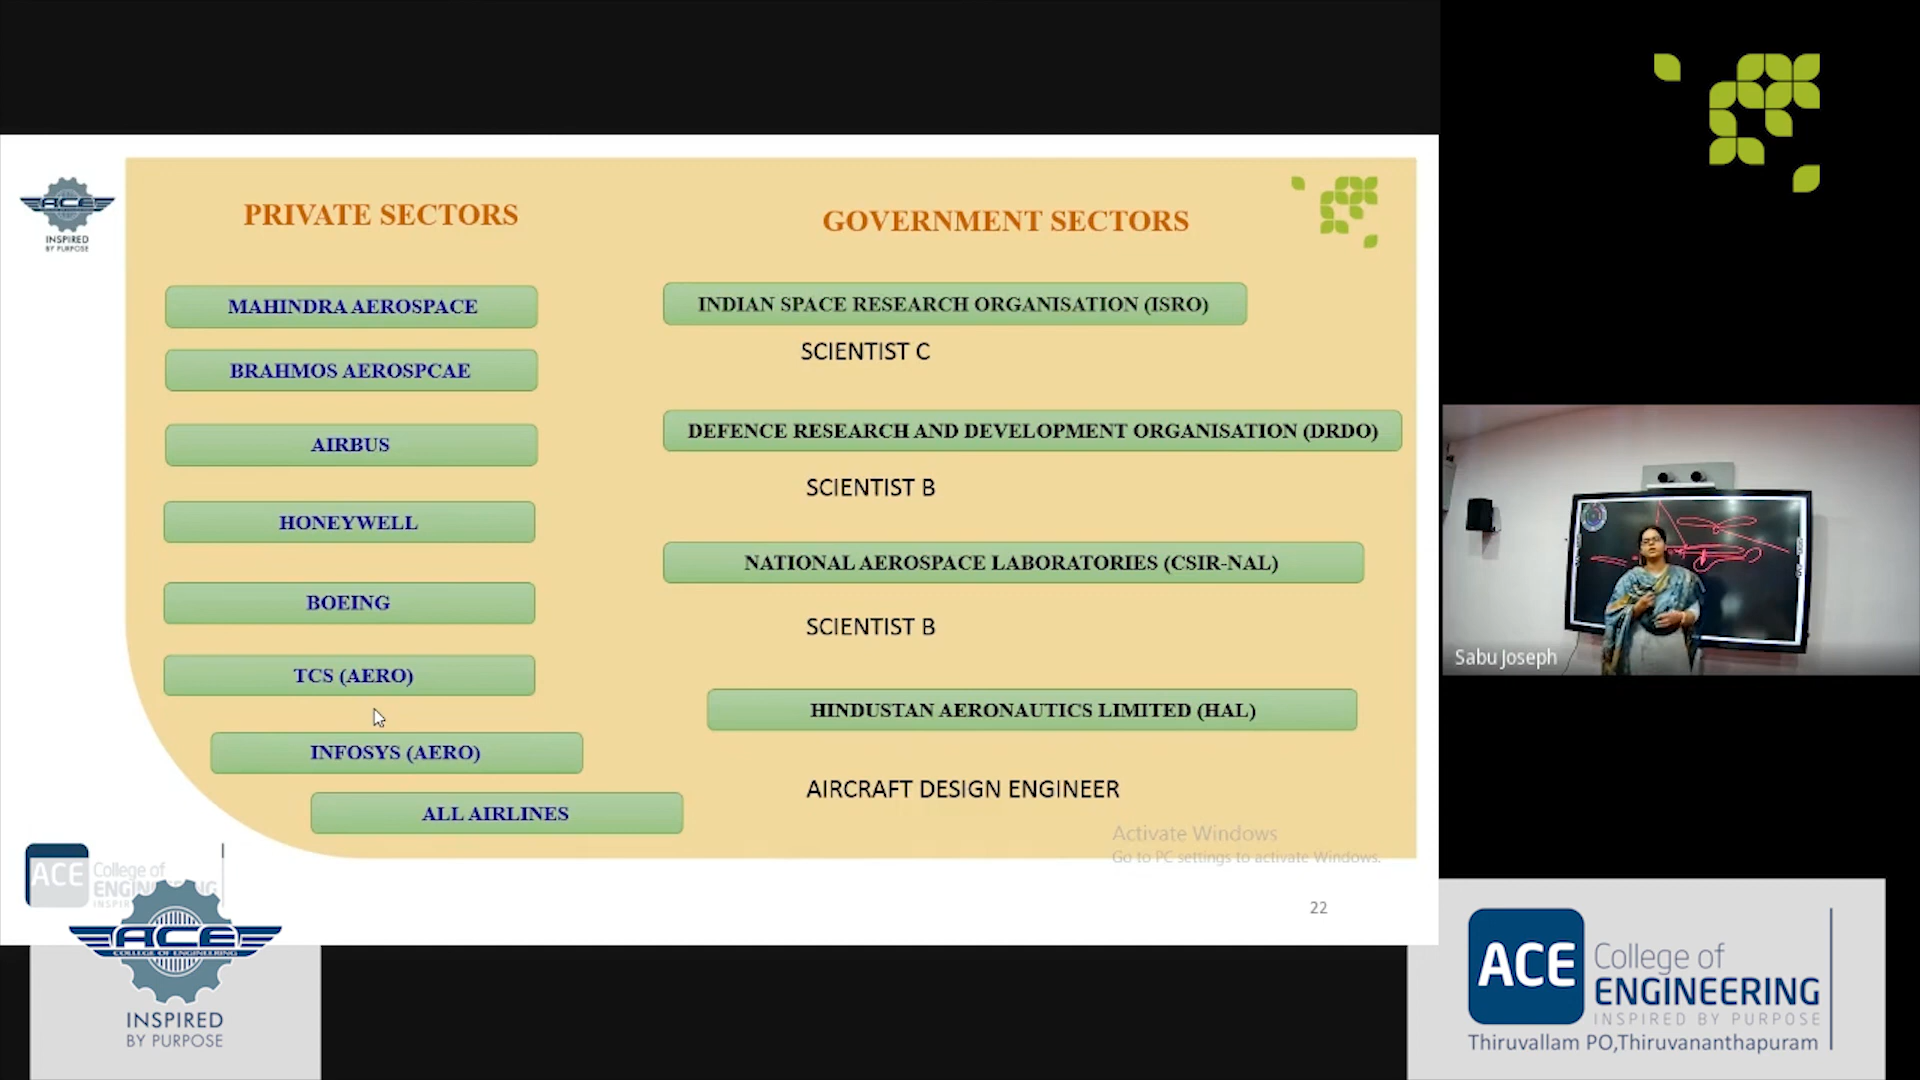 ACE
INSPIRED
BY PURPOSE
PRIVATE SECTORS
MAHINDRA AEROSPACE
BRAHMOS AEROSPCAE
AIRBUS
HONEYWELL
BOEING
TCS (AERO)
INFOSYS (AERO)
ALL AIRLINES
GOVERNMENT SECTORS
INDIAN SPACE RESEARCH ORGANISATION (ISRO)
SCIENTIST C
DEFENCE RESEARCH AND DEVELOPMENT ORGANISATION (DRDO)
SCIENTIST B
NATIONAL AEROSPACE LABORATORIES (CSIR-NAL)
SCIENTIST B
HINDUSTAN AERONAUTICS LIMITED (HAL)
AIRCRAFT DESIGN ENGINEER
Activate Windows
Go to PC settings to activate Windows.
22
Sabu Joseph
ACE
College of
ACE
COLLEGE OF ENGINEERING
INSPIRED
BY PURPOSE
ACE
College of
ENGINEERING
INSPIRED BY PURPOSE
Thiruvallam PO,Thiruvananthapuram